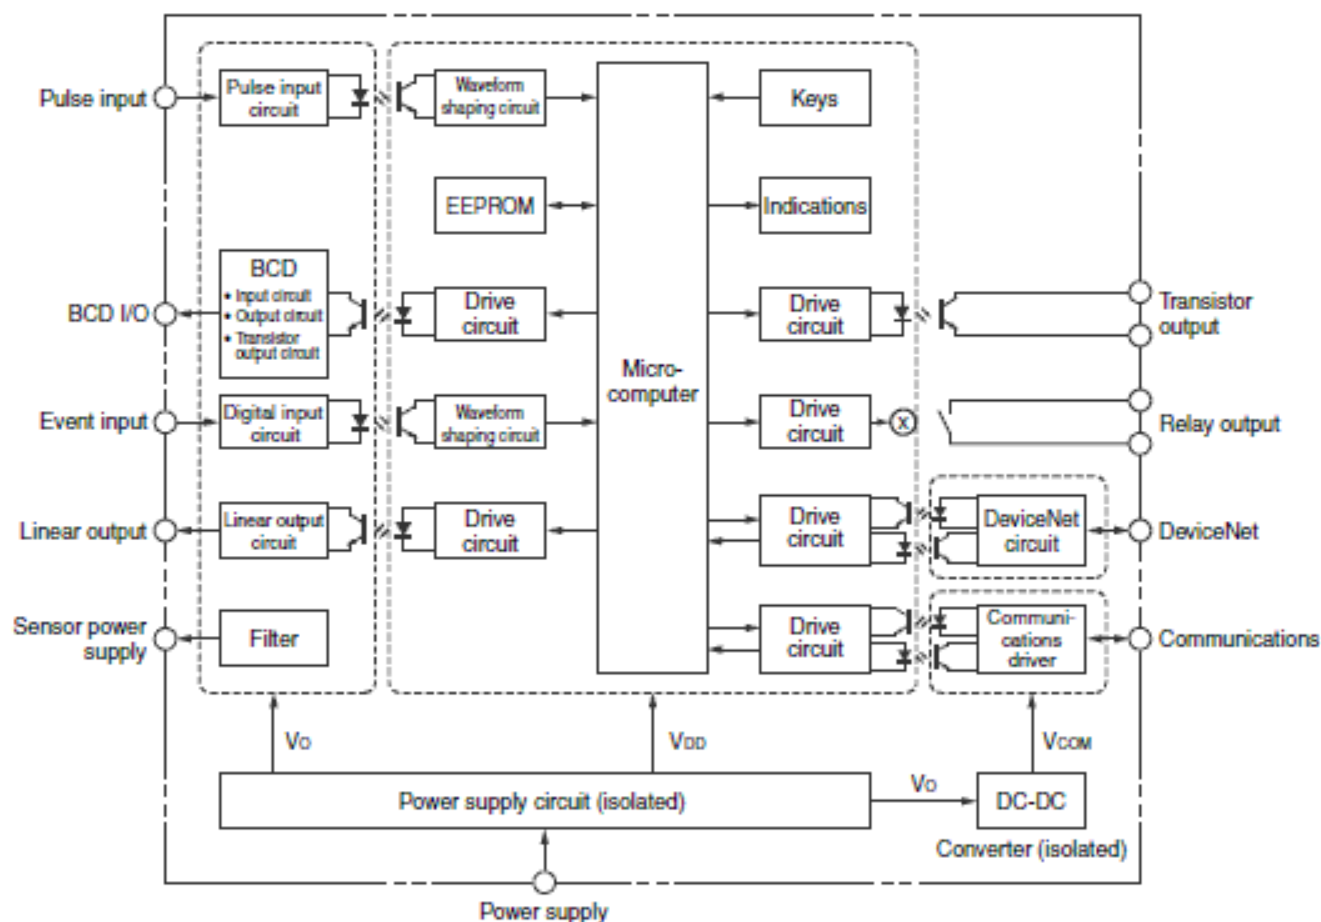 Pulse input
Pulse input
circuit
Waveform
shaping circuit
Keys
EEPROM
Indications
BCD I/O
BCD
• Input circuit
• Output circuit
• Transistor
output circuit
Drive
circuit
Micro-
computer
Drive
circuit
Transistor
output
Event input
Digital input
circuit
Waveform
shaping circuit
Drive
circuit
X
Relay output
Linear output
Linear output
circuit
Drive
circuit
Drive
circuit
DeviceNet
circuit
DeviceNet
Sensor power
supply
Filter
Drive
circuit
Communi-
cations
driver
Communications
VO
VDD
VCOM
Power supply circuit (isolated)
VO
DC-DC
Converter (isolated)
Power supply